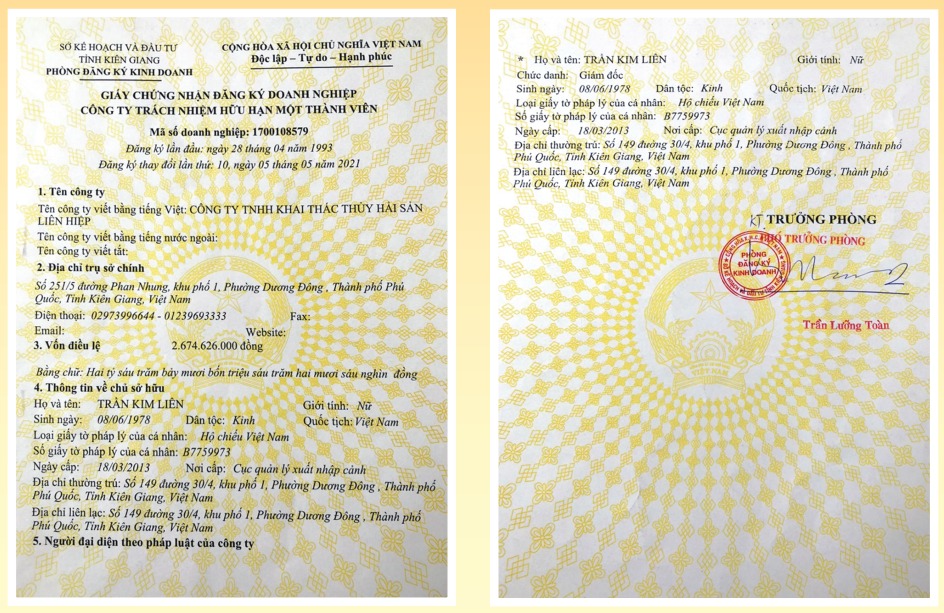 SỞ KẾ HOẠCH VÀ ĐẦU TƯ
TỈNH KIÊN GIANG
PHÒNG ĐĂNG KÝ KINH DOANH
CỘNG HÒA XÃ HỘI CHỦ NGHĨA VIỆT NAM
Độc lập – Tự do – Hạnh phúc
GIẤY CHỨNG NHẬN ĐĂNG KÝ DOANH NGHIỆP
CÔNG TY TRÁCH NHIỆM HỮU HẠN MỘT THÀNH VIÊN
Mã số doanh nghiệp: 1700108579
Đăng ký lần đầu: ngày 28 tháng 04 năm 1993
Đăng ký thay đổi lần thứ: 10, ngày 05 tháng 05 năm 2021
1. Tên công ty
Tên công ty viết bằng tiếng Việt: CÔNG TY TNHH KHAI THÁC THỦY HẢI SẢN
LIÊN HIỆP
Tên công ty viết bằng tiếng nước ngoài:
Tên công ty viết tắt:
2. Địa chỉ trụ sở chính
Số 251/5 đường Phan Nhung, khu phố 1, Phường Dương Đông , Thành phố Phú
Quốc, Tỉnh Kiên Giang, Việt Nam
Điện thoại: 02973996644 - 01239693333 Fax:
Email: Website:
3. Vốn điều lệ 2.674.626.000 đồng
Bằng chữ: Hai tỷ sáu trăm bảy mươi bốn triệu sáu trăm hai mươi sáu nghìn đồng
4. Thông tin về chủ sở hữu
Họ và tên: TRẦN KIM LIÊN Giới tính: Nữ
Sinh ngày: 08/06/1978 Dân tộc: Kinh Quốc tịch: Việt Nam
Loại giấy tờ pháp lý của cá nhân: Hộ chiếu Việt Nam
Số giấy tờ pháp lý của cá nhân: B7759973
Ngày cấp: 18/03/2013 Nơi cấp: Cục quản lý xuất nhập cảnh
Địa chỉ thường trú: Số 149 đường 30/4, khu phố 1, Phường Dương Đông , Thành phố
Phú Quốc, Tỉnh Kiên Giang, Việt Nam
Địa chỉ liên lạc: Số 149 đường 30/4, khu phố 1, Phường Dương Đông , Thành phố
Phú Quốc, Tỉnh Kiên Giang, Việt Nam
5. Người đại diện theo pháp luật của công ty
* Họ và tên: TRẦN KIM LIÊN Giới tính: Nữ
Chức danh: Giám đốc
Sinh ngày: 08/06/1978 Dân tộc: Kinh Quốc tịch: Việt Nam
Loại giấy tờ pháp lý của cá nhân: Hộ chiếu Việt Nam
Số giấy tờ pháp lý của cá nhân: B7759973
Ngày cấp: 18/03/2013 Nơi cấp: Cục quản lý xuất nhập cảnh
Địa chỉ thường trú: Số 149 đường 30/4, khu phố 1, Phường Dương Đông , Thành phố
Phú Quốc, Tỉnh Kiên Giang, Việt Nam
Địa chỉ liên lạc: Số 149 đường 30/4, khu phố 1, Phường Dương Đông , Thành phố
Phú Quốc, Tỉnh Kiên Giang, Việt Nam
KT. TRƯỞNG PHÒNG
PHÓ TRƯỞNG PHÒNG
PHÒNG
ĐĂNG KÝ
KINH DOANH
Trần Lưỡng Toàn